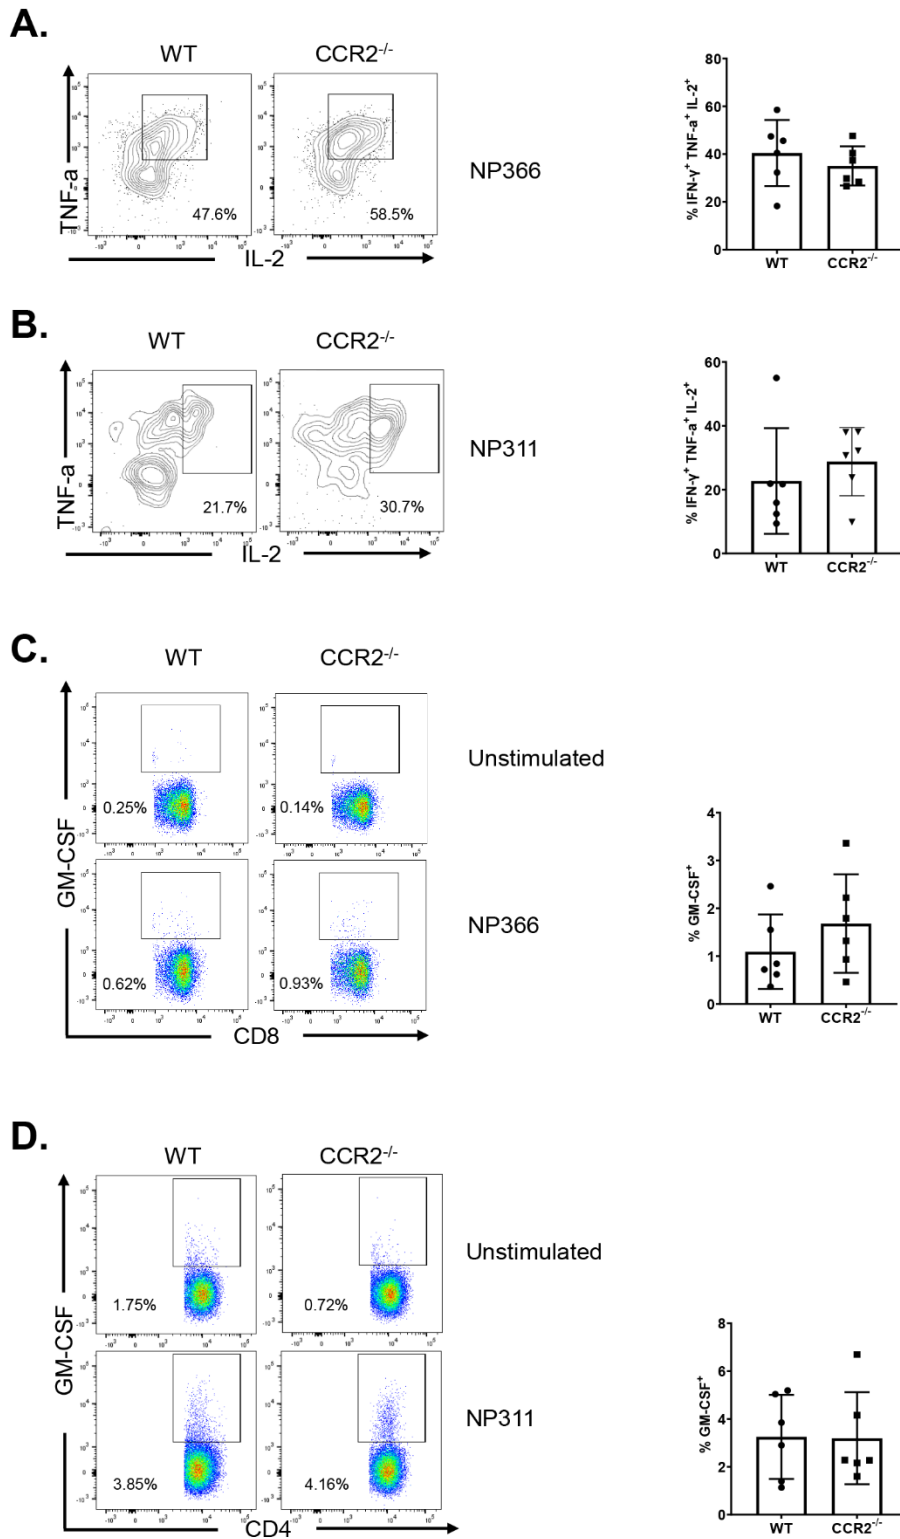 A.
WT
CCR2-/-
TNF-a
47.6%
58.5%
IL-2
NP366
% IFN-γ+ TNF-a+ IL-2+
80
60
40
20
0
WT
CCR2-/-
B.
WT
CCR2-/-
TNF-a
21.7%
30.7%
IL-2
NP311
% IFN-γ+ TNF-a+ IL-2+
60
40
20
0
WT
CCR2-/-
C.
WT
CCR2-/-
GM-CSF
0.25%
0.14%
Unstimulated
0.62%
0.93%
NP366
CD8
% GM-CSF+
4
3
2
1
0
WT
CCR2-/-
D.
WT
CCR2-/-
GM-CSF
1.75%
0.72%
Unstimulated
3.85%
4.16%
NP311
CD4
% GM-CSF+
8
6
4
2
0
WT
CCR2-/-